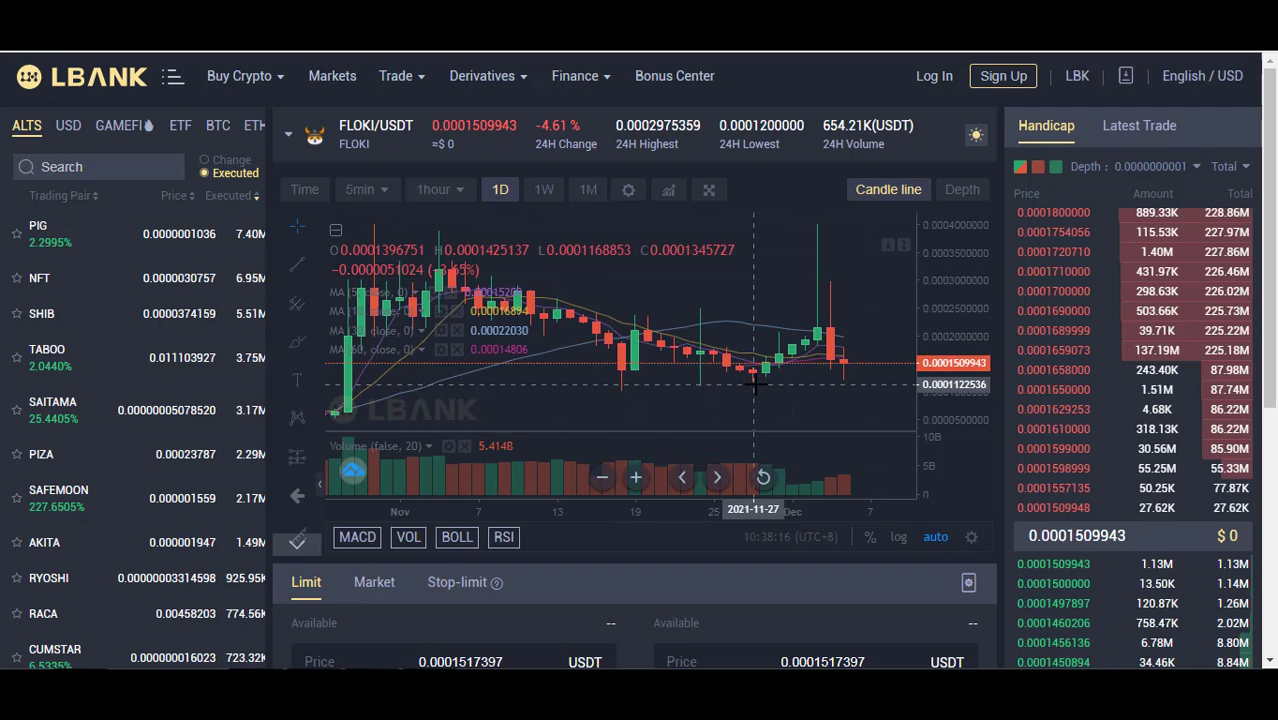 LBANK
Buy Crypto
Markets
Trade
Derivatives
Finance
Bonus Center
Log In
Sign Up
LBK
English / USD
ALTS USD GAMEFI ETF BTC ETH
Search
Change
Executed
Trading Pair Price Executed
PIG 0.0000001036 7.40M
2.2995%
NFT 0.0000030757 6.95M
SHIB 0.0000374159 5.51M
TABOO 0.011103927 3.75M
2.0440%
SAITAMA 0.00000005078520 3.17M
25.4405%
PIZA 0.00023787 2.29M
SAFEMOON 0.000001559 2.17M
227.6505%
AKITA 0.000001947 1.49M
RYOSHI 0.00000003314598 925.95K
RACA 0.00458203 774.56K
CUMSTAR 0.000000016023 723.32K
6.5335%
FLOKI/USDT 0.0001509943 -4.61 % 0.0002975359 0.0001200000 654.21K(USDT)
FLOKI ≈$ 0 24H Change 24H Highest 24H Lowest 24H Volume
Time 5min 1hour 1D 1W 1M Candle line Depth
O 0.0001396751 H 0.0001425137 L 0.0001168853 C 0.0001345727
−0.0000051024 (−3.65%)
0.00016894
0.00022030
0.00014806
LBANK
0.0004000000
0.0003500000
0.0003000000
0.0002500000
0.0002000000
0.0001509943
0.0001122536
0.0000500000
Volume (false, 20) 5.414B
10B
5B
0
Nov 7 13 19 25 2021-11-27 Dec 7
MACD VOL BOLL RSI 10:38:16 (UTC+8) % log auto
Limit Market Stop-limit
Available -- Available --
Price 0.0001517397 USDT Price 0.0001517397 USDT
Handicap Latest Trade
Depth : 0.0000000001 Total
Price Amount Total
0.0001800000 889.33K 228.86M
0.0001754056 115.53K 227.97M
0.0001720710 1.40M 227.86M
0.0001710000 431.97K 226.46M
0.0001700000 298.63K 226.02M
0.0001690000 503.66K 225.73M
0.0001689999 39.71M 225.22M
0.0001659073 137.19M 225.18M
0.0001658000 243.40K 87.98M
0.0001650000 1.51M 87.74M
0.0001629253 4.68K 86.22M
0.0001610000 318.13K 86.22M
0.0001599000 30.56M 85.90M
0.0001598999 55.25M 55.33M
0.0001557135 50.25K 77.87K
0.0001509948 27.62K 27.62K
0.0001509943 $ 0
0.0001509943 1.13M 1.13M
0.0001500000 13.50K 1.14M
0.0001497897 120.87K 1.26M
0.0001460206 758.47K 2.02M
0.0001456136 6.78M 8.80M
0.0001450894 34.46K 8.84M